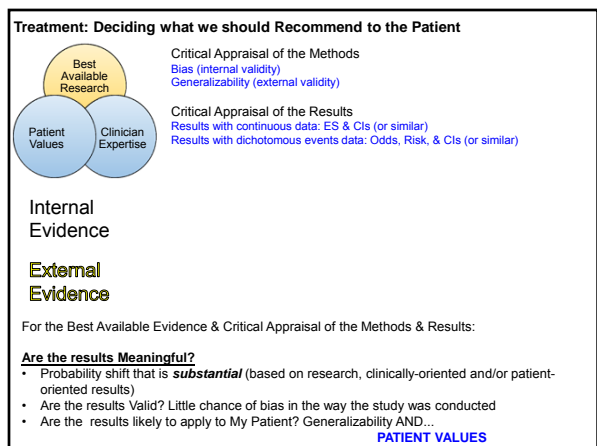 Treatment: Deciding what we should Recommend to the Patient
Best
Available
Research
Patient
Values
Clinician
Expertise
Critical Appraisal of the Methods
Bias (internal validity)
Generalizability (external validity)
Critical Appraisal of the Results
Results with continuous data: ES & CIs (or similar)
Results with dichotomous events data: Odds, Risk, & CIs (or similar)
Internal
Evidence
External
Evidence
For the Best Available Evidence & Critical Appraisal of the Methods & Results:
Are the results Meaningful?
• Probability shift that is substantial (based on research, clinically-oriented and/or patient-
oriented results)
• Are the results Valid? Little chance of bias in the way the study was conducted
• Are the results likely to apply to My Patient? Generalizability AND...
PATIENT VALUES